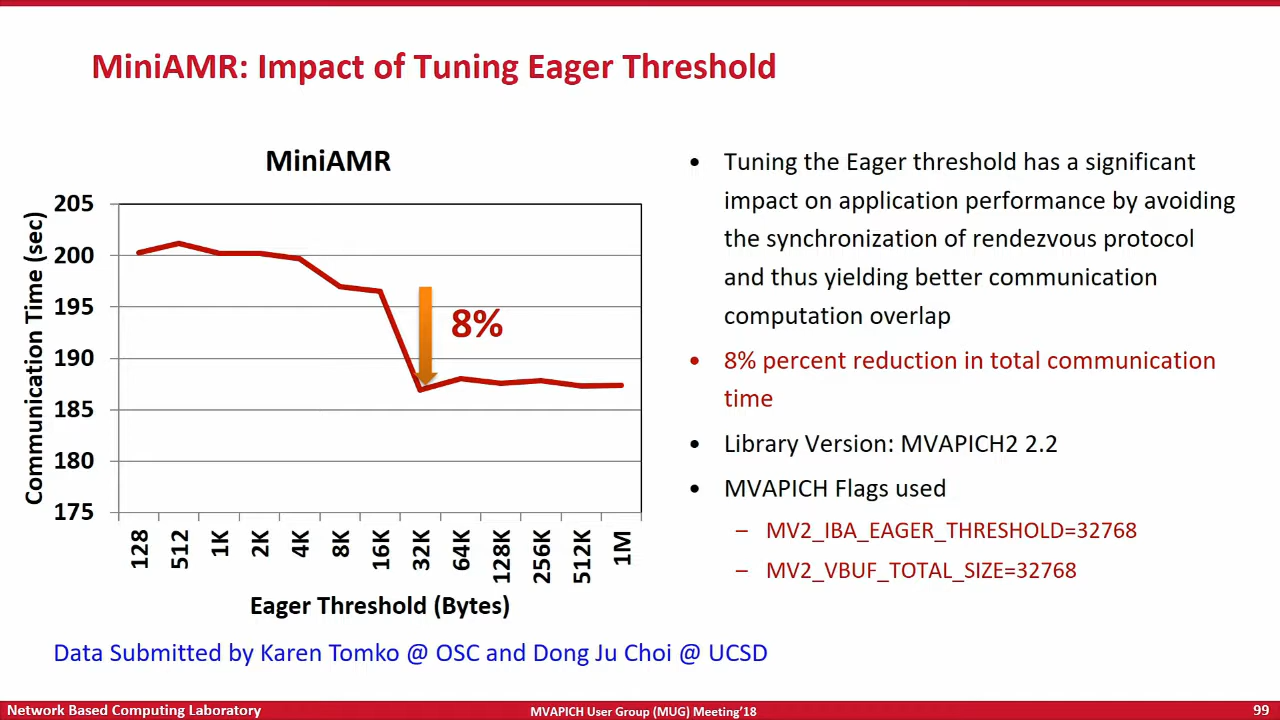 MiniAMR: Impact of Tuning Eager Threshold
MiniAMR
205
200
195
190
185
180
175
Communication Time (sec)
8%
128
512
1K
2K
4K
8K
16K
32K
64K
128K
256K
512K
1M
Eager Threshold (Bytes)
• Tuning the Eager threshold has a significant
impact on application performance by avoiding
the synchronization of rendezvous protocol
and thus yielding better communication
computation overlap
• 8% percent reduction in total communication
time
• Library Version: MVAPICH2 2.2
• MVAPICH Flags used
– MV2_IBA_EAGER_THRESHOLD=32768
– MV2_VBUF_TOTAL_SIZE=32768
Data Submitted by Karen Tomko @ OSC and Dong Ju Choi @ UCSD
Network Based Computing Laboratory
MVAPICH User Group (MUG) Meeting'18
99